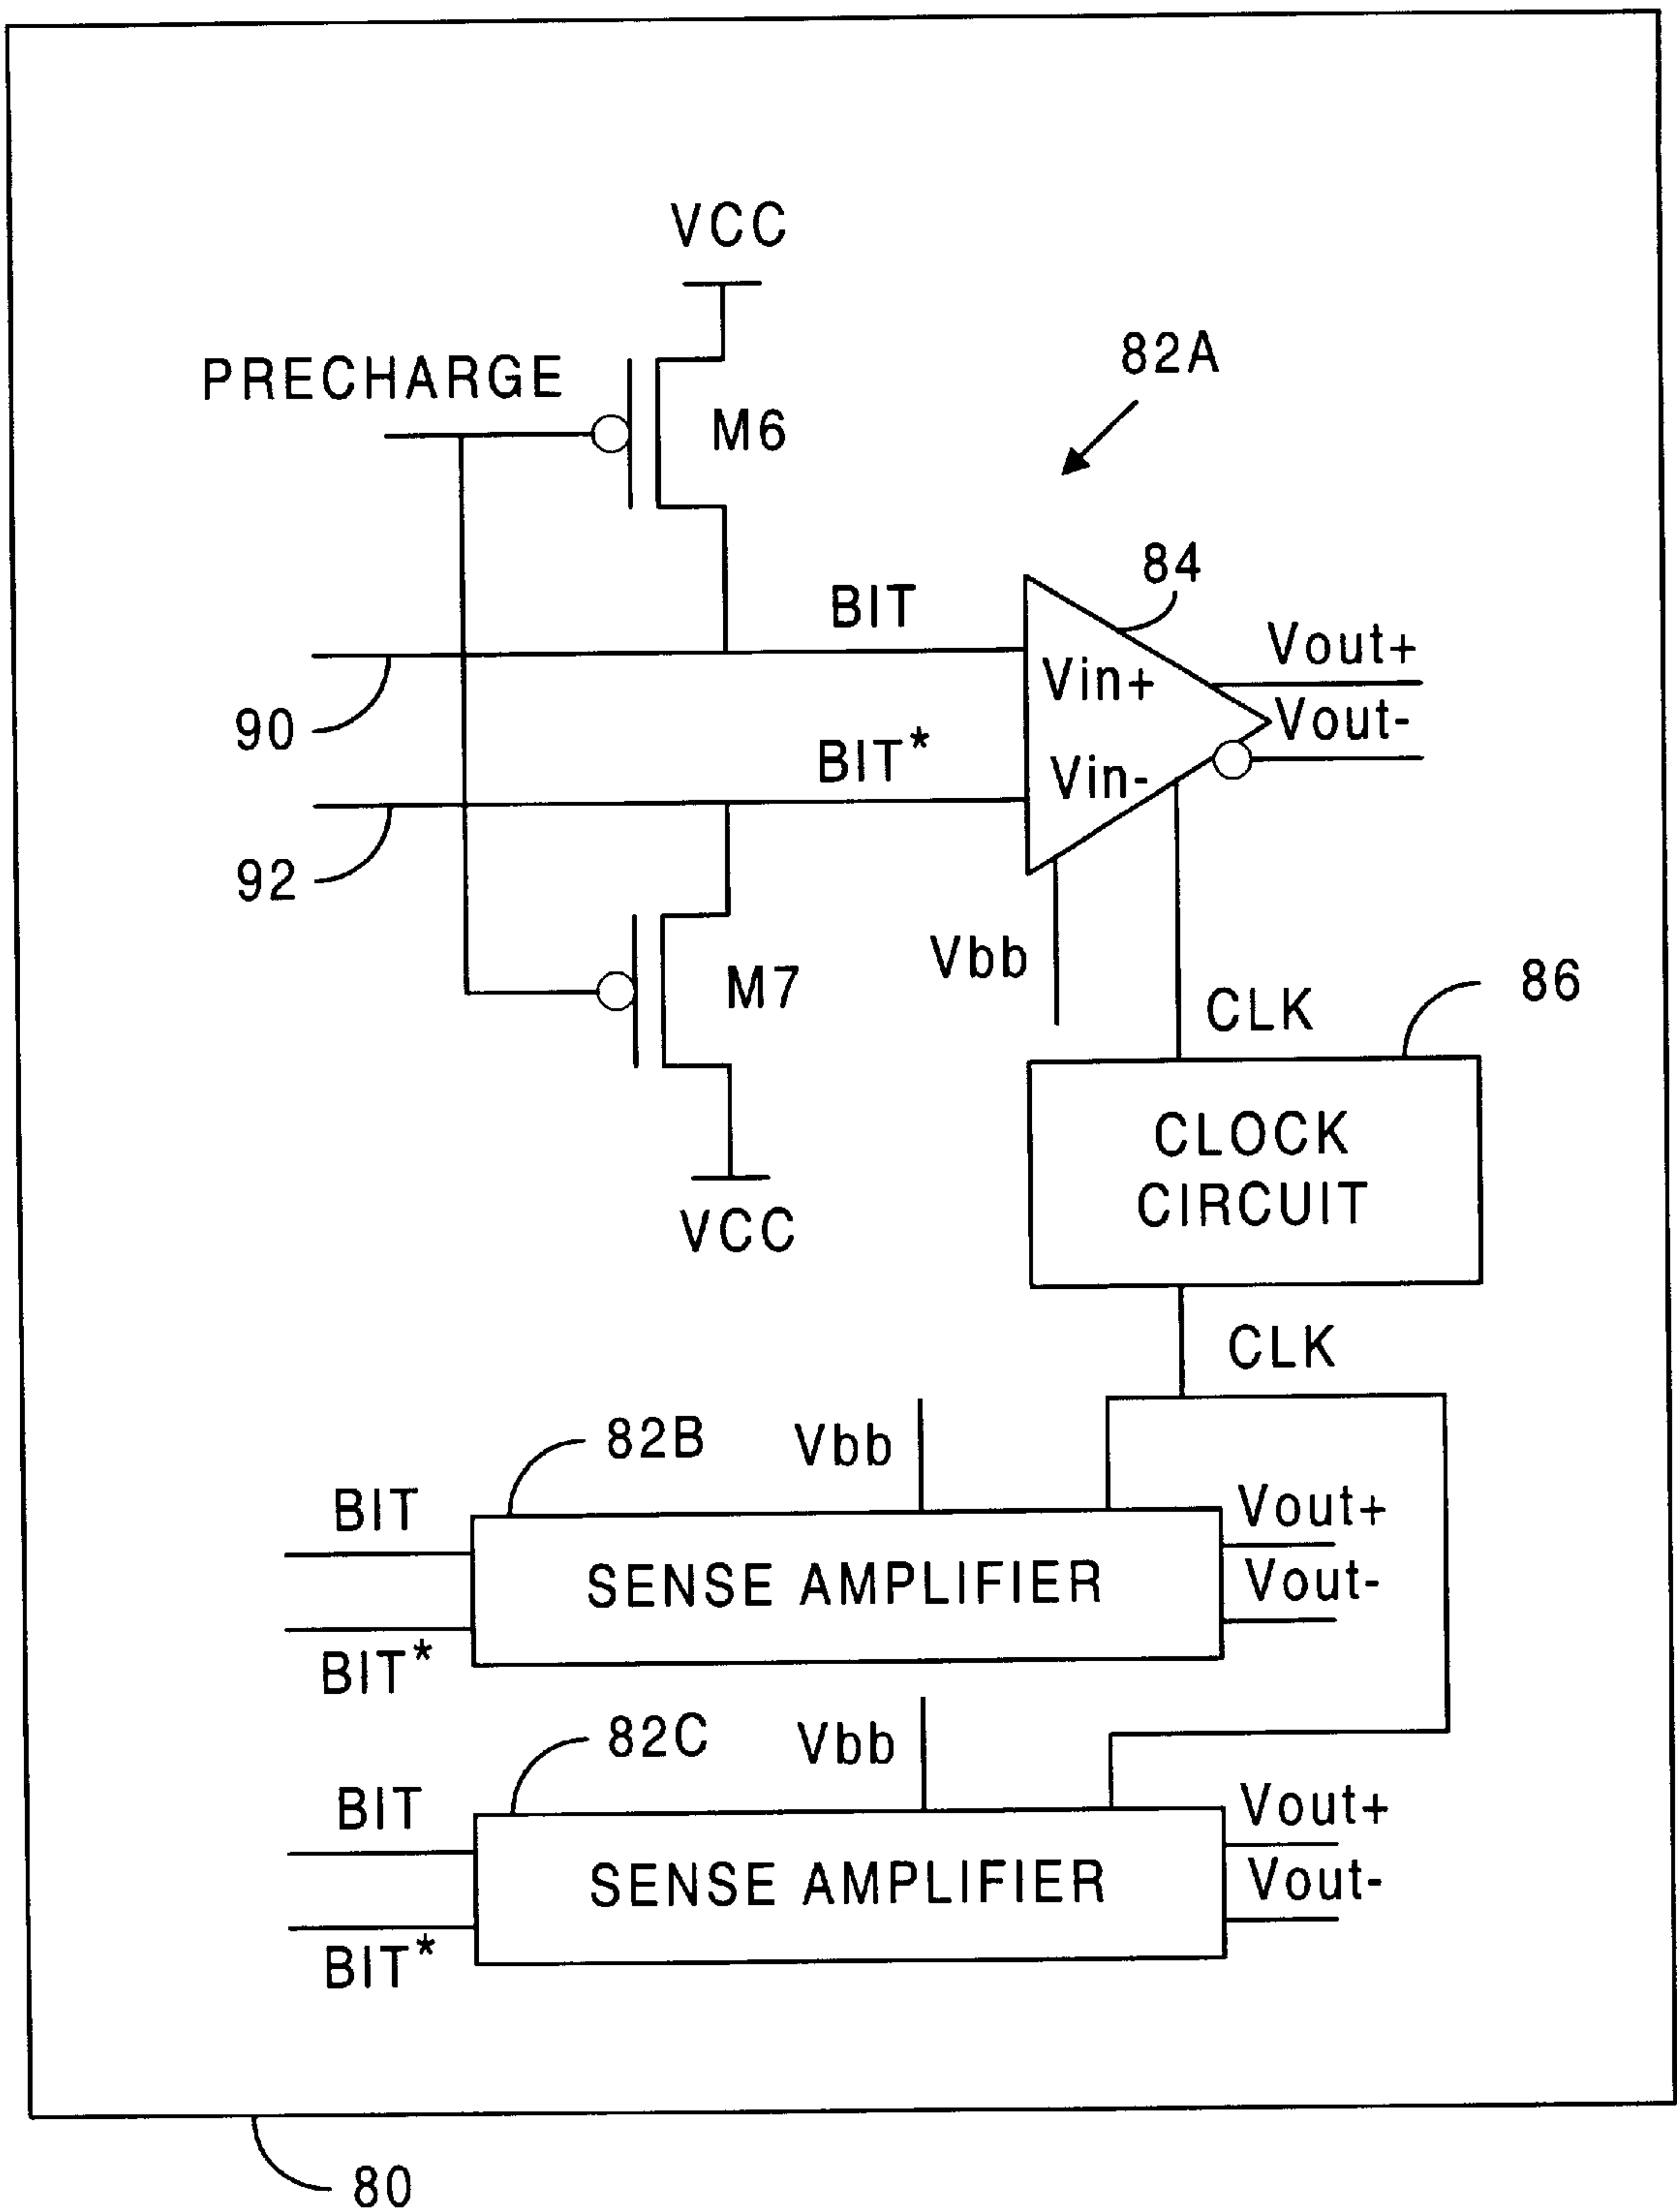 VCC
PRECHARGE
82A
M6
84
BIT
Vout+
Vin+
90
Vout-
BIT*
Vin-
92
Vbb
M7
86
CLK
CLOCK
CIRCUIT
VCC
CLK
82B
Vbb
BIT
Vout+
SENSE AMPLIFIER
Vout-
BIT*
82C
Vbb
BIT
Vout+
SENSE AMPLIFIER
Vout-
BIT*
80